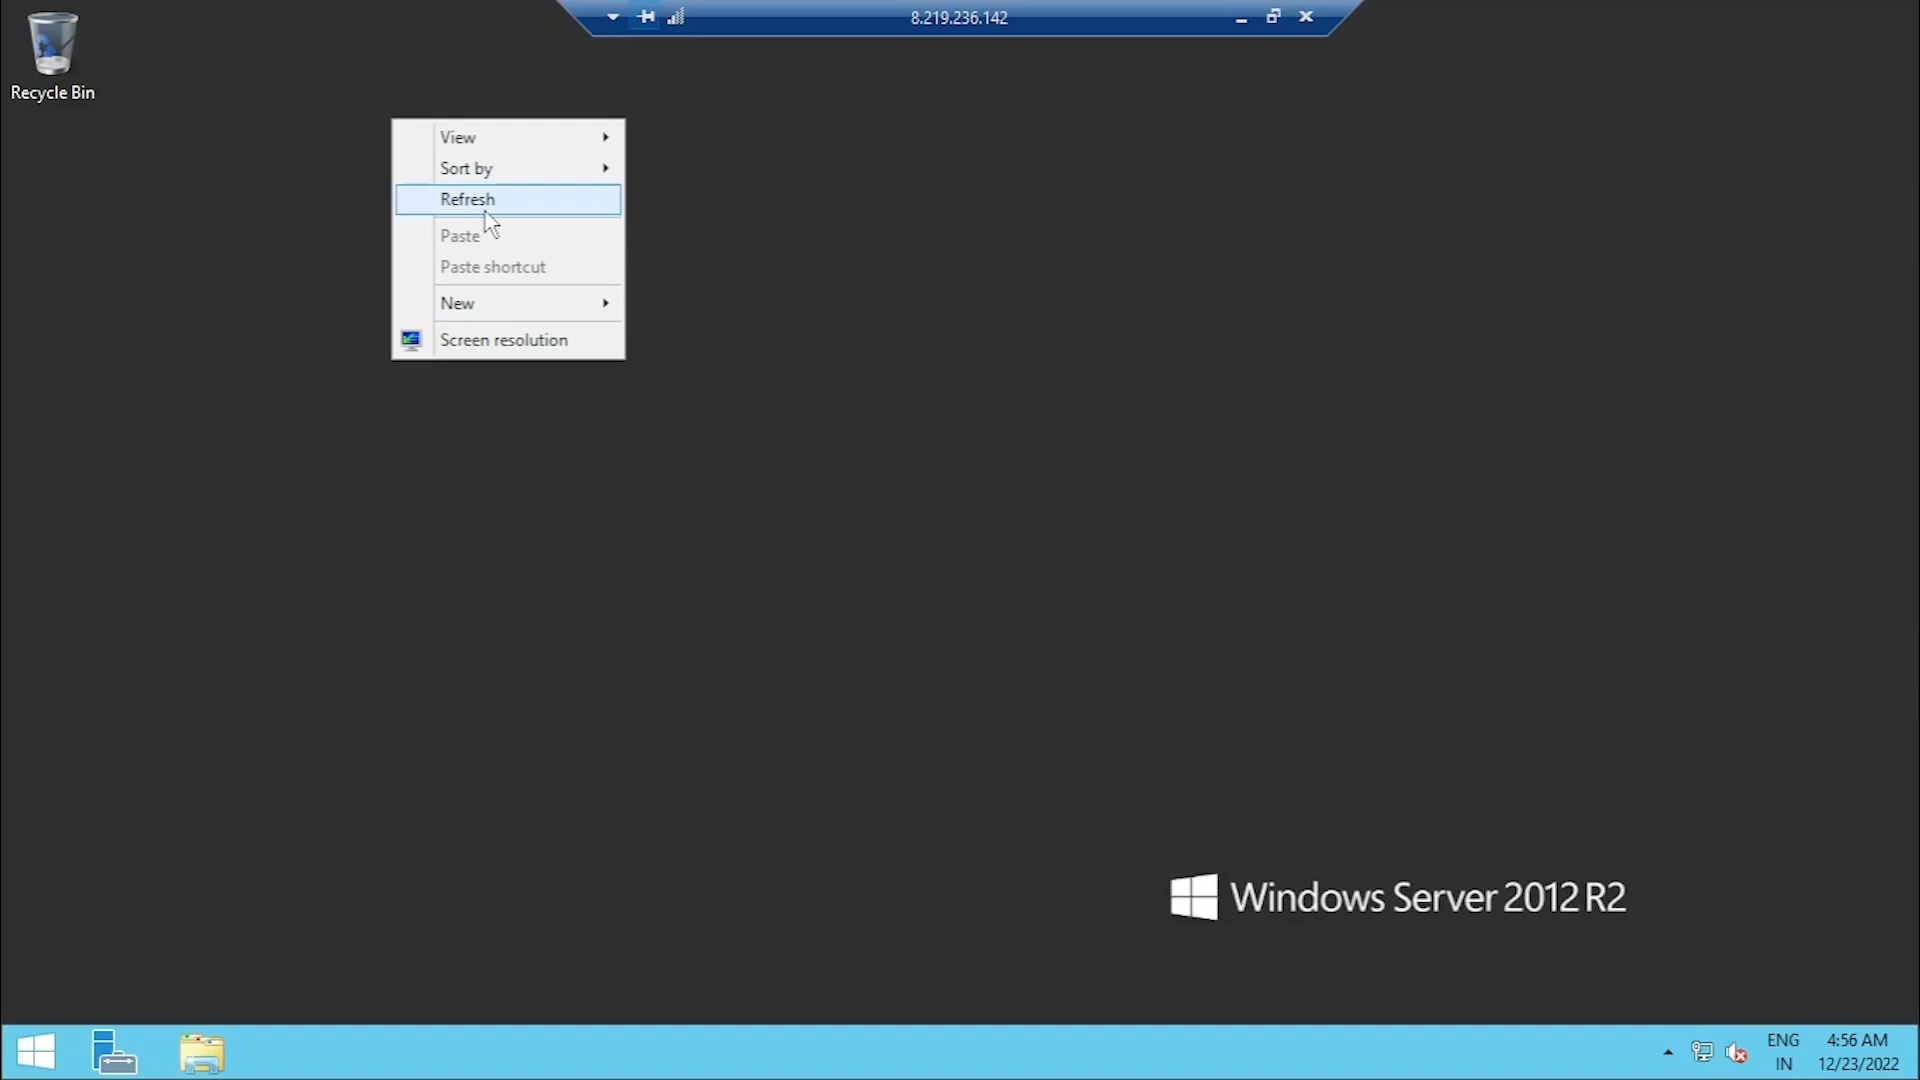 8.219.236.142
Recycle Bin
View
Sort by
Refresh
Paste
Paste shortcut
New
Screen resolution
Windows Server 2012 R2
ENG
IN
4:56 AM
12/23/2022